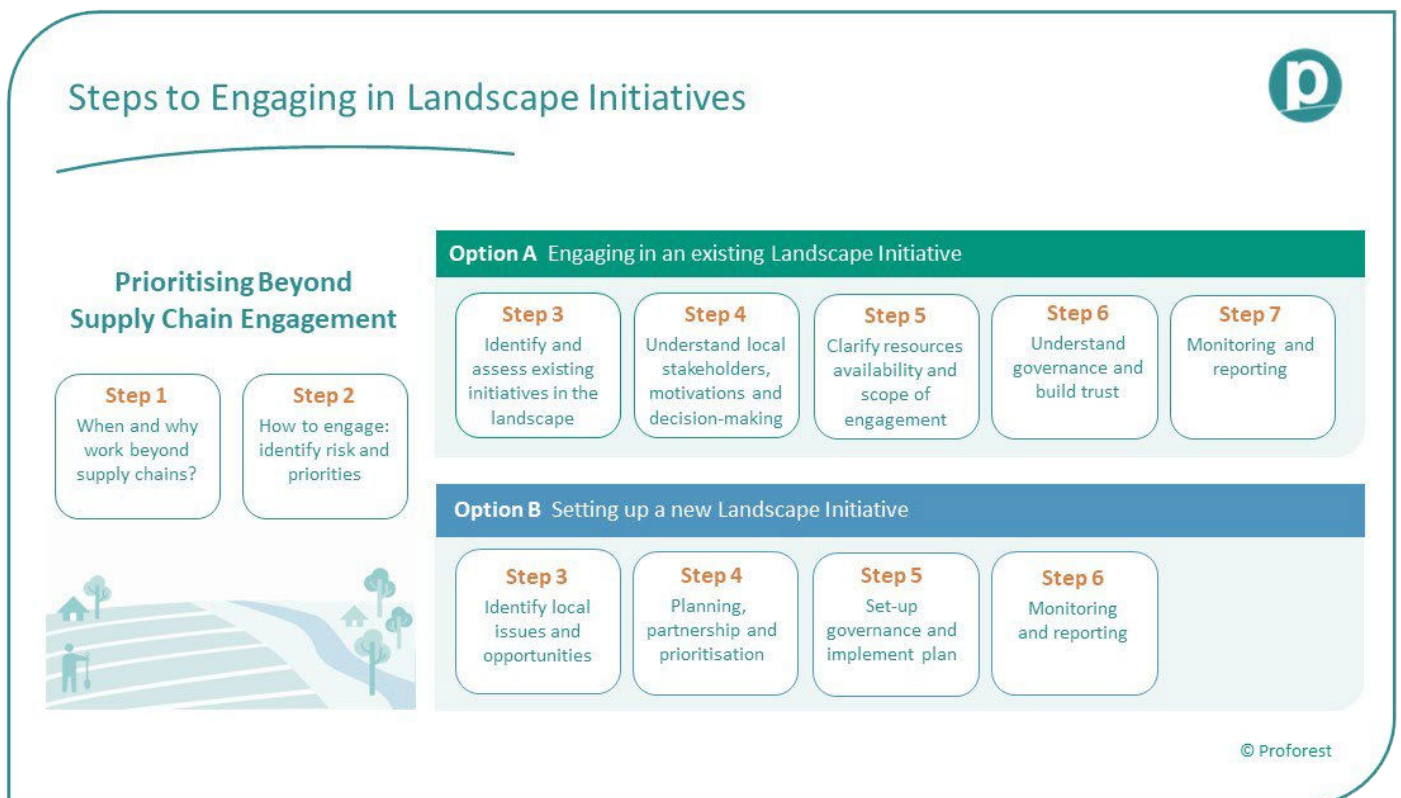 Steps to Engaging in Landscape Initiatives
p
Prioritising Beyond
Supply Chain Engagement
Step 1
When and why
work beyond
supply chains?
Step 2
How to engage:
identify risk and
priorities
Option A Engaging in an existing Landscape Initiative
Step 3
Identify and
assess existing
initiatives in the
landscape
Step 4
Understand local
stakeholders,
motivations and
decision-making
Step 5
Clarify resources
availability and
scope of
engagement
Step 6
Understand
governance and
build trust
Step 7
Monitoring and
reporting
Option B Setting up a new Landscape Initiative
Step 3
Identify local
issues and
opportunities
Step 4
Planning,
partnership and
prioritisation
Step 5
Set-up
governance and
implement plan
Step 6
Monitoring
and reporting
© Proforest